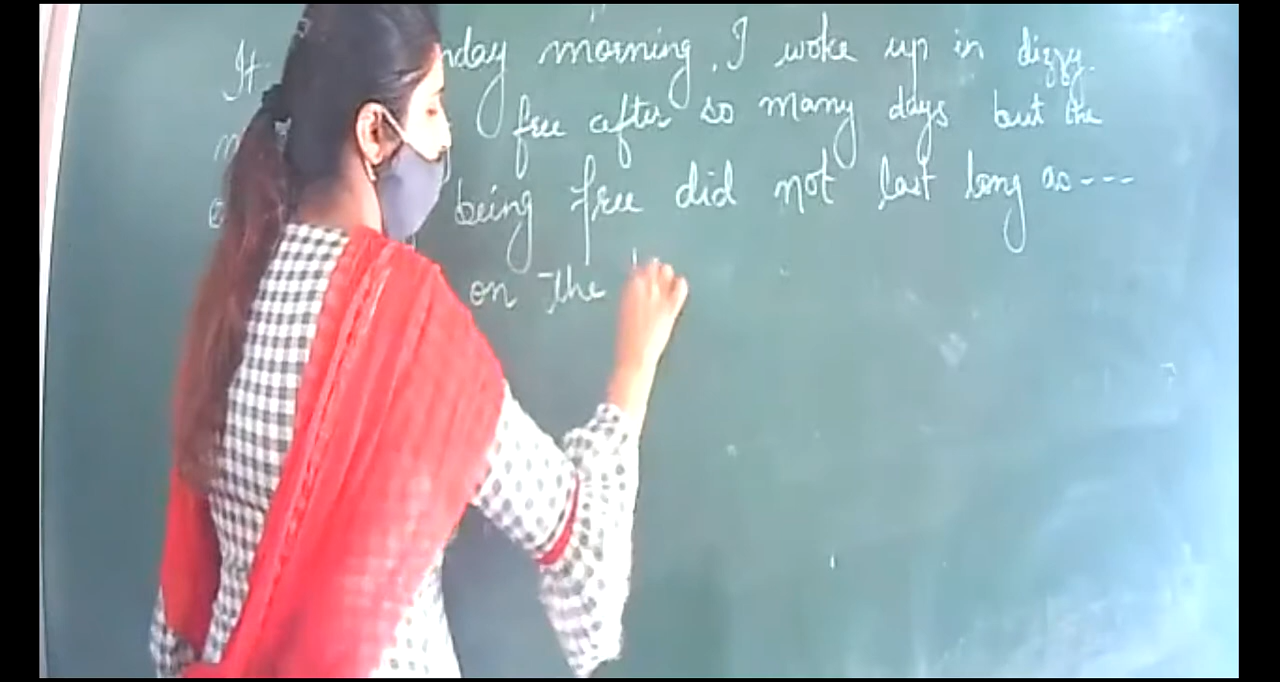 It nday morning. I woke up in dizzy.
m free after so many days but the
being free did not last long as---
on the